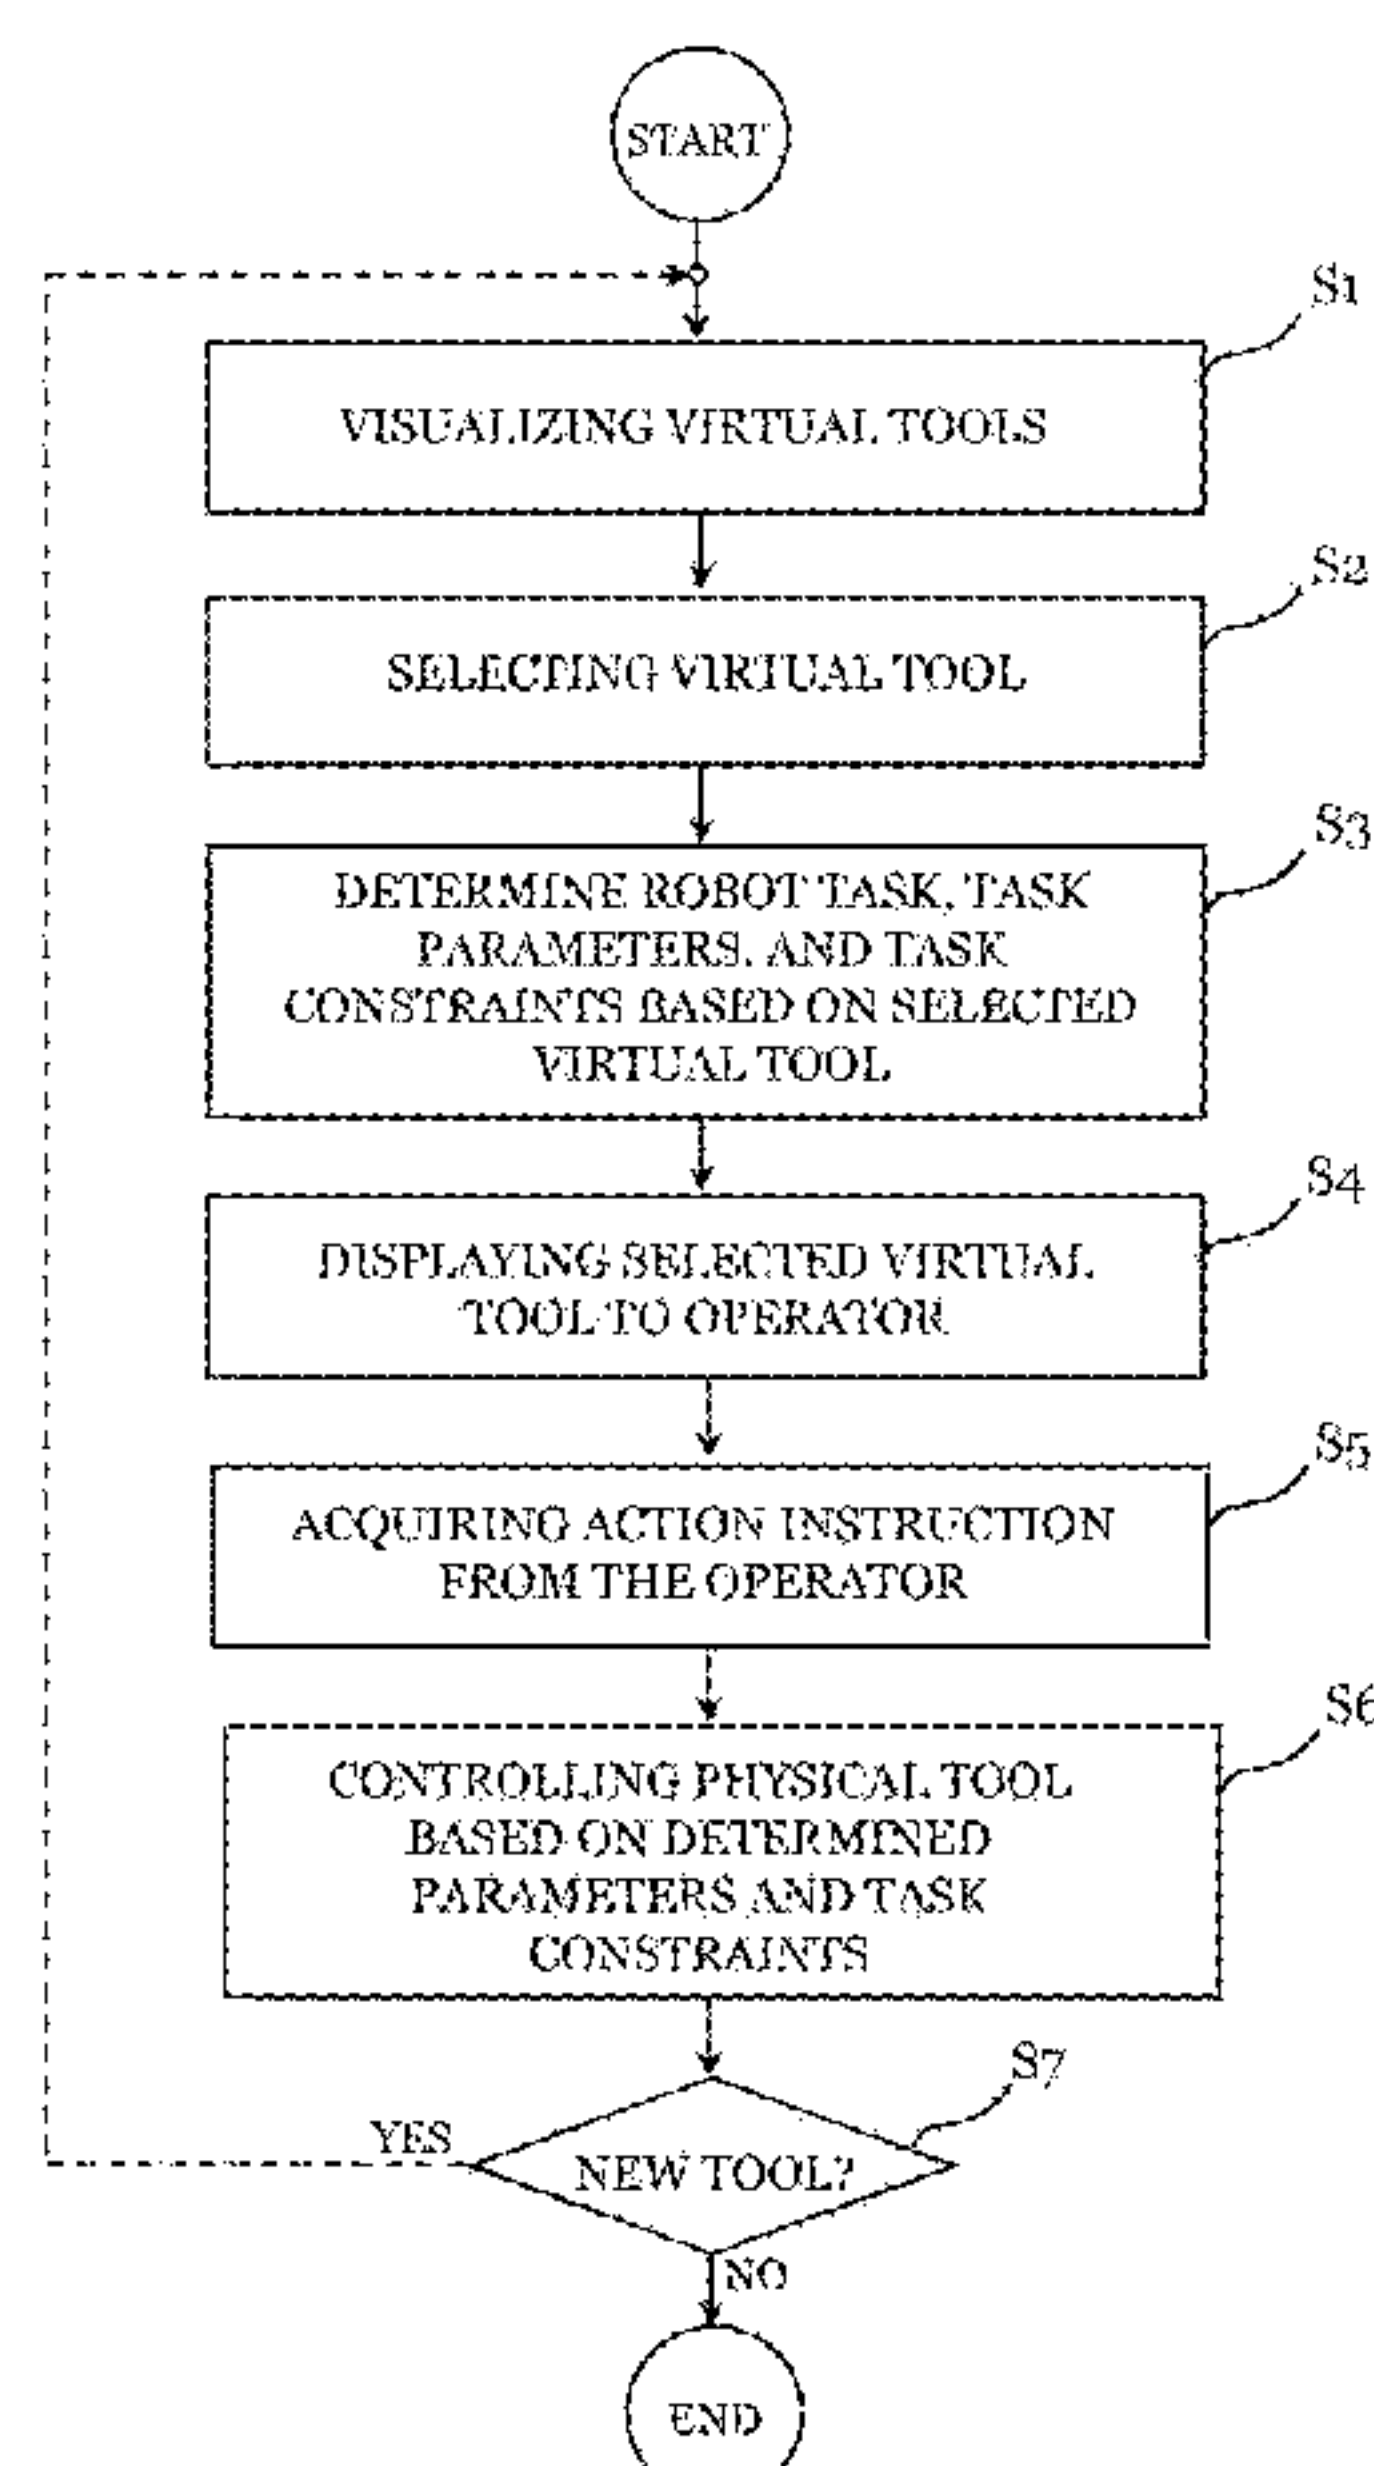 START
S1
VISUALIZING VIRTUAL TOOLS
S2
SELECTING VIRTUAL TOOL
S3
DETERMINE ROBOT TASK, TASK
PARAMETERS, AND TASK
CONSTRAINTS BASED ON SELECTED
VIRTUAL TOOL
S4
DISPLAYING SELECTED VIRTUAL
TOOL TO OPERATOR
S5
ACQUIRING ACTION INSTRUCTION
FROM THE OPERATOR
S6
CONTROLLING PHYSICAL TOOL
BASED ON DETERMINED
PARAMETERS AND TASK
CONSTRAINTS
S7
YES
NEW TOOL?
NO
END